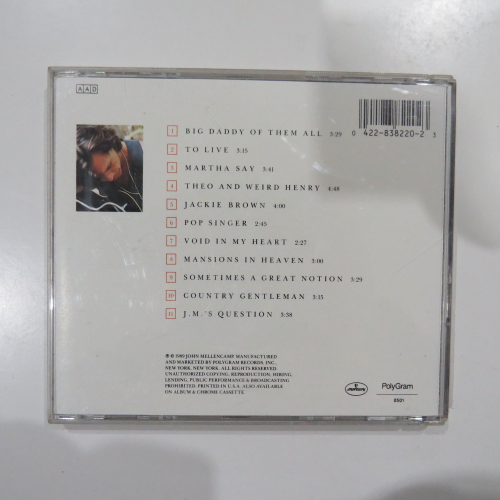 AAD
1 BIG DADDY OF THEM ALL 3:29
2 TO LIVE 3:15
3 MARTHA SAY 3:41
4 THEO AND WEIRD HENRY 4:48
5 JACKIE BROWN 4:00
6 POP SINGER 2:45
7 VOID IN MY HEART 2:27
8 MANSIONS IN HEAVEN 3:00
9 SOMETIMES A GREAT NOTION 3:29
10 COUNTRY GENTLEMAN 3:15
11 J.M.'S QUESTION 3:58
0 422-838220-2 3
℗ © 1989 JOHN MELLENCAMP MANUFACTURED
AND MARKETED BY POLYGRAM RECORDS, INC.,
NEW YORK, NEW YORK. ALL RIGHTS RESERVED.
UNAUTHORIZED COPYING, REPRODUCTION, HIRING,
LENDING, PUBLIC PERFORMANCE & BROADCASTING
PROHIBITED. PRINTED IN U.S.A. ALSO AVAILABLE
ON ALBUM & CHROME CASSETTE.
mercury
PolyGram
8501